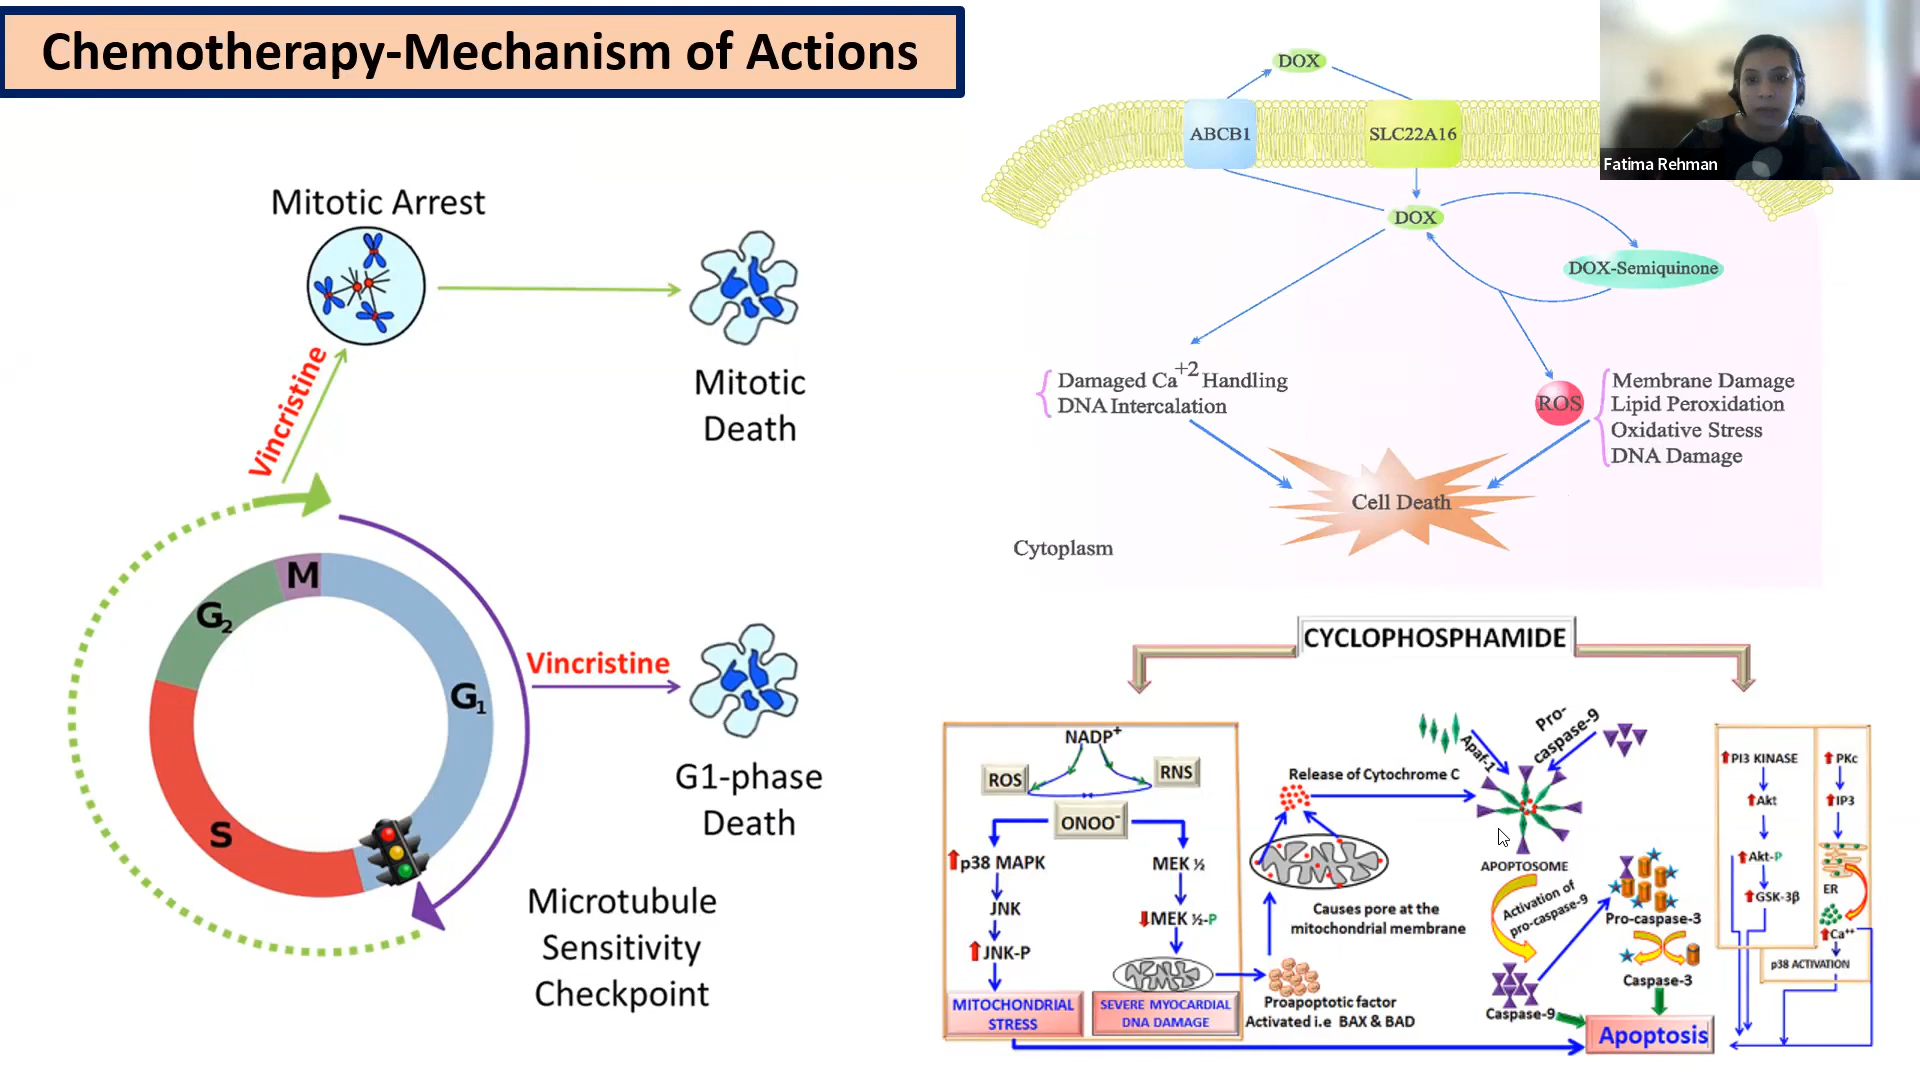 Chemotherapy-Mechanism of Actions
Fatima Rehman
Mitotic Arrest
Vincristine
Mitotic
Death
M
G2
G1
S
Vincristine
G1-phase
Death
Microtubule
Sensitivity
Checkpoint
DOX
ABCB1
SLC22A16
DOX
DOX-Semiquinone
Damaged Ca+2 Handling
DNA Intercalation
ROS
Membrane Damage
Lipid Peroxidation
Oxidative Stress
DNA Damage
Cell Death
Cytoplasm
CYCLOPHOSPHAMIDE
NADP+
ROS
RNS
ONOO-
p38 MAPK
JNK
JNK-P
MITOCHONDRIAL
STRESS
MEK ½
MEK ½-P
SEVERE MYOCARDIAL
DNA DAMAGE
Release of Cytochrome C
Causes pore at the
mitochondrial membrane
Proapoptotic factor
Activated i.e BAX & BAD
Apaf-1
Pro-
caspase-9
APOPTOSOME
Activation of
pro-caspase-9
Caspase-9
Pro-caspase-3
Caspase-3
Apoptosis
PI3 KINASE
Akt
Akt-P
GSK-3β
PKc
IP3
ER
Ca++
p38 ACTIVATION